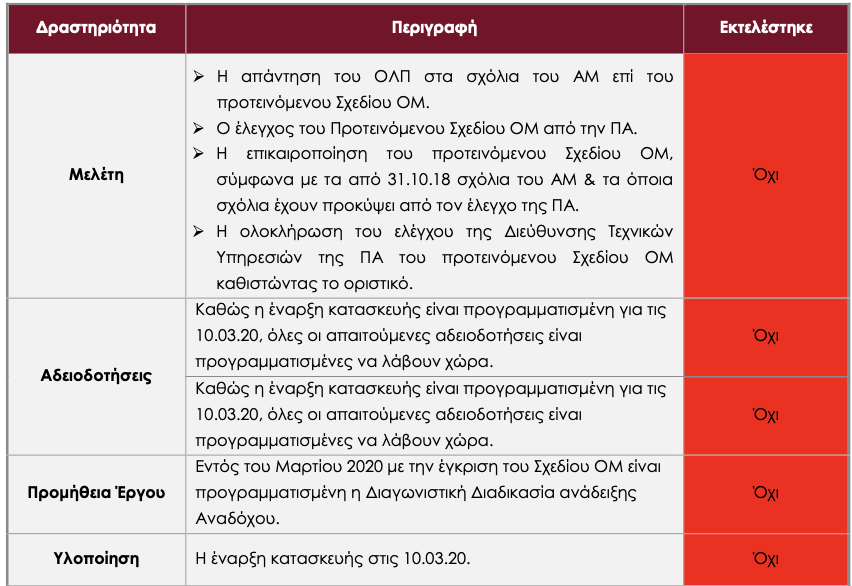 Δραστηριότητα Περιγραφή Εκτελέστηκε
➢ Η απάντηση του ΟΛΠ στα σχόλια του ΑΜ επί του
προτεινόμενου Σχεδίου ΟΜ.
➢ Ο έλεγχος του Προτεινόμενου Σχεδίου ΟΜ από την ΠΑ.
➢ Η επικαιροποίηση του προτεινόμενου Σχεδίου ΟΜ,
Μελέτη σύμφωνα με τα από 31.10.18 σχόλια του ΑΜ & τα όποια Όχι
σχόλια έχουν προκύψει από τον έλεγχο της ΠΑ.
➢ Η ολοκλήρωση του ελέγχου της Διεύθυνσης Τεχνικών
Υπηρεσιών της ΠΑ του προτεινόμενου Σχεδίου ΟΜ
καθιστώντας το οριστικό.
Αδειοδοτήσεις
Καθώς η έναρξη κατασκευής είναι προγραμματισμένη για τις
10.03.20, όλες οι απαιτούμενες αδειοδοτήσεις είναι Όχι
προγραμματισμένες να λάβουν χώρα.
Καθώς η έναρξη κατασκευής είναι προγραμματισμένη για τις
10.03.20, όλες οι απαιτούμενες αδειοδοτήσεις είναι Όχι
προγραμματισμένες να λάβουν χώρα.
Εντός του Μαρτίου 2020 με την έγκριση του Σχεδίου ΟΜ είναι
Προμήθεια Έργου προγραμματισμένη η Διαγωνιστική Διαδικασία ανάδειξης Όχι
Αναδόχου.
Υλοποίηση Η έναρξη κατασκευής στις 10.03.20. Όχι